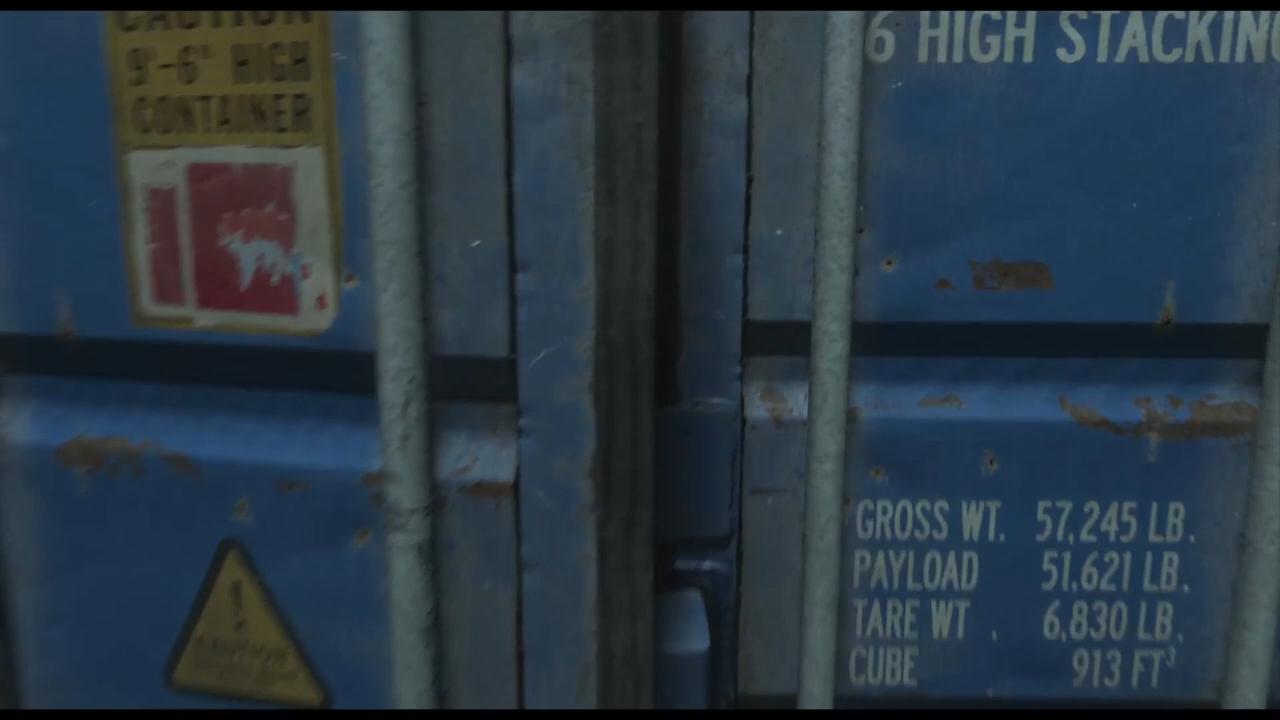 CAUTION
9'-6" HIGH
CONTAINER
6 HIGH STACKING
GROSS WT. 57,245 LB.
PAYLOAD 51,621 LB.
TARE WT . 6,830 LB.
CUBE 913 FT³
!